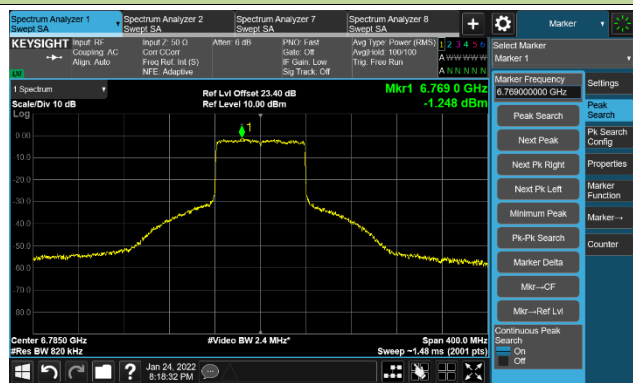 Spectrum Analyzer 1
Swept SA
Spectrum Analyzer 2
Swept SA
Spectrum Analyzer 7
Swept SA
Spectrum Analyzer 8
Swept SA
+
Marker
KEYSIGHT
Input: RF
Coupling: AC
Align: Auto
Input Z: 50 Ω
Corr CCorr
Freq Ref: Int (S)
NFE: Adaptive
Atten: 6 dB
PNO: Fast
Gate: Off
IF Gain: Low
Sig Track: Off
Avg Type: Power (RMS)
Avg|Hold: 100/100
Trig: Free Run
1 2 3 4 5 6
A W W W W W
A N N N N N
Select Marker
Marker 1
1 Spectrum
Scale/Div 10 dB
Log
Ref Lvl Offset 23.40 dB
Ref Level 10.00 dBm
Mkr1 6.769 0 GHz
-1.248 dBm
1
0.00
-10.0
-20.0
-30.0
-40.0
-50.0
-60.0
-70.0
-80.0
Center 6.7850 GHz
#Res BW 820 kHz
#Video BW 2.4 MHz*
Span 400.0 MHz
Sweep ~1.48 ms (2001 pts)
Marker Frequency
6.769000000 GHz
Peak Search
Next Peak
Next Pk Right
Next Pk Left
Minimum Peak
Pk-Pk Search
Marker Delta
Mkr→CF
Mkr→Ref Lvl
Continuous Peak
Search
On
Off
Settings
Peak
Search
Pk Search
Config
Properties
Marker
Function
Marker→
Counter
?
Jan 24, 2022
8:18:32 PM